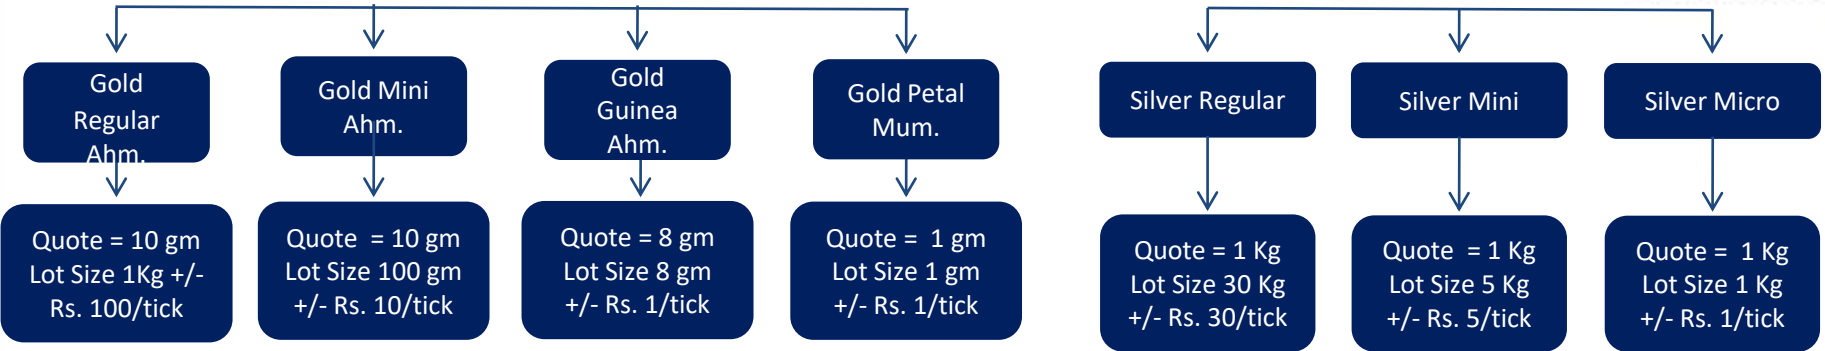 Gold
Regular
Ahm.
Gold Mini
Ahm.
Gold
Guinea
Ahm.
Gold Petal
Mum.
Silver Regular
Silver Mini
Silver Micro
Quote = 10 gm
Lot Size 1Kg +/-
Rs. 100/tick
Quote = 10 gm
Lot Size 100 gm
+/- Rs. 10/tick
Quote = 8 gm
Lot Size 8 gm
+/- Rs. 1/tick
Quote = 1 gm
Lot Size 1 gm
+/- Rs. 1/tick
Quote = 1 Kg
Lot Size 30 Kg
+/- Rs. 30/tick
Quote = 1 Kg
Lot Size 5 Kg
+/- Rs. 5/tick
Quote = 1 Kg
Lot Size 1 Kg
+/- Rs. 1/tick